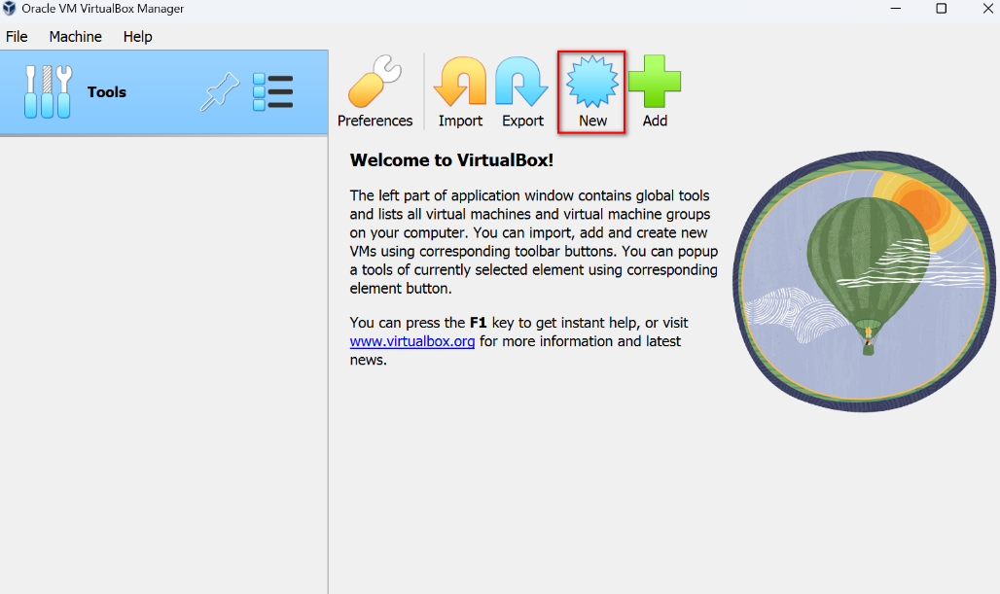 Oracle VM VirtualBox Manager
File Machine Help
Tools
Preferences Import Export New Add
Welcome to VirtualBox!
The left part of application window contains global tools
and lists all virtual machines and virtual machine groups
on your computer. You can import, add and create new
VMs using corresponding toolbar buttons. You can popup
a tools of currently selected element using corresponding
element button.
You can press the F1 key to get instant help, or visit
www.virtualbox.org for more information and latest
news.